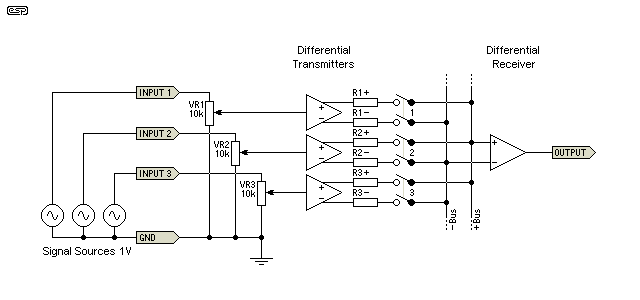 esp
Differential
Transmitters
Differential
Receiver
INPUT 1
VR1
10k
R1+
R1-
1
INPUT 2
VR2
10k
R2+
R2-
2
+
-
OUTPUT
INPUT 3
VR3
10k
R3+
R3-
3
-Bus
+Bus
GND
Signal Sources 1V